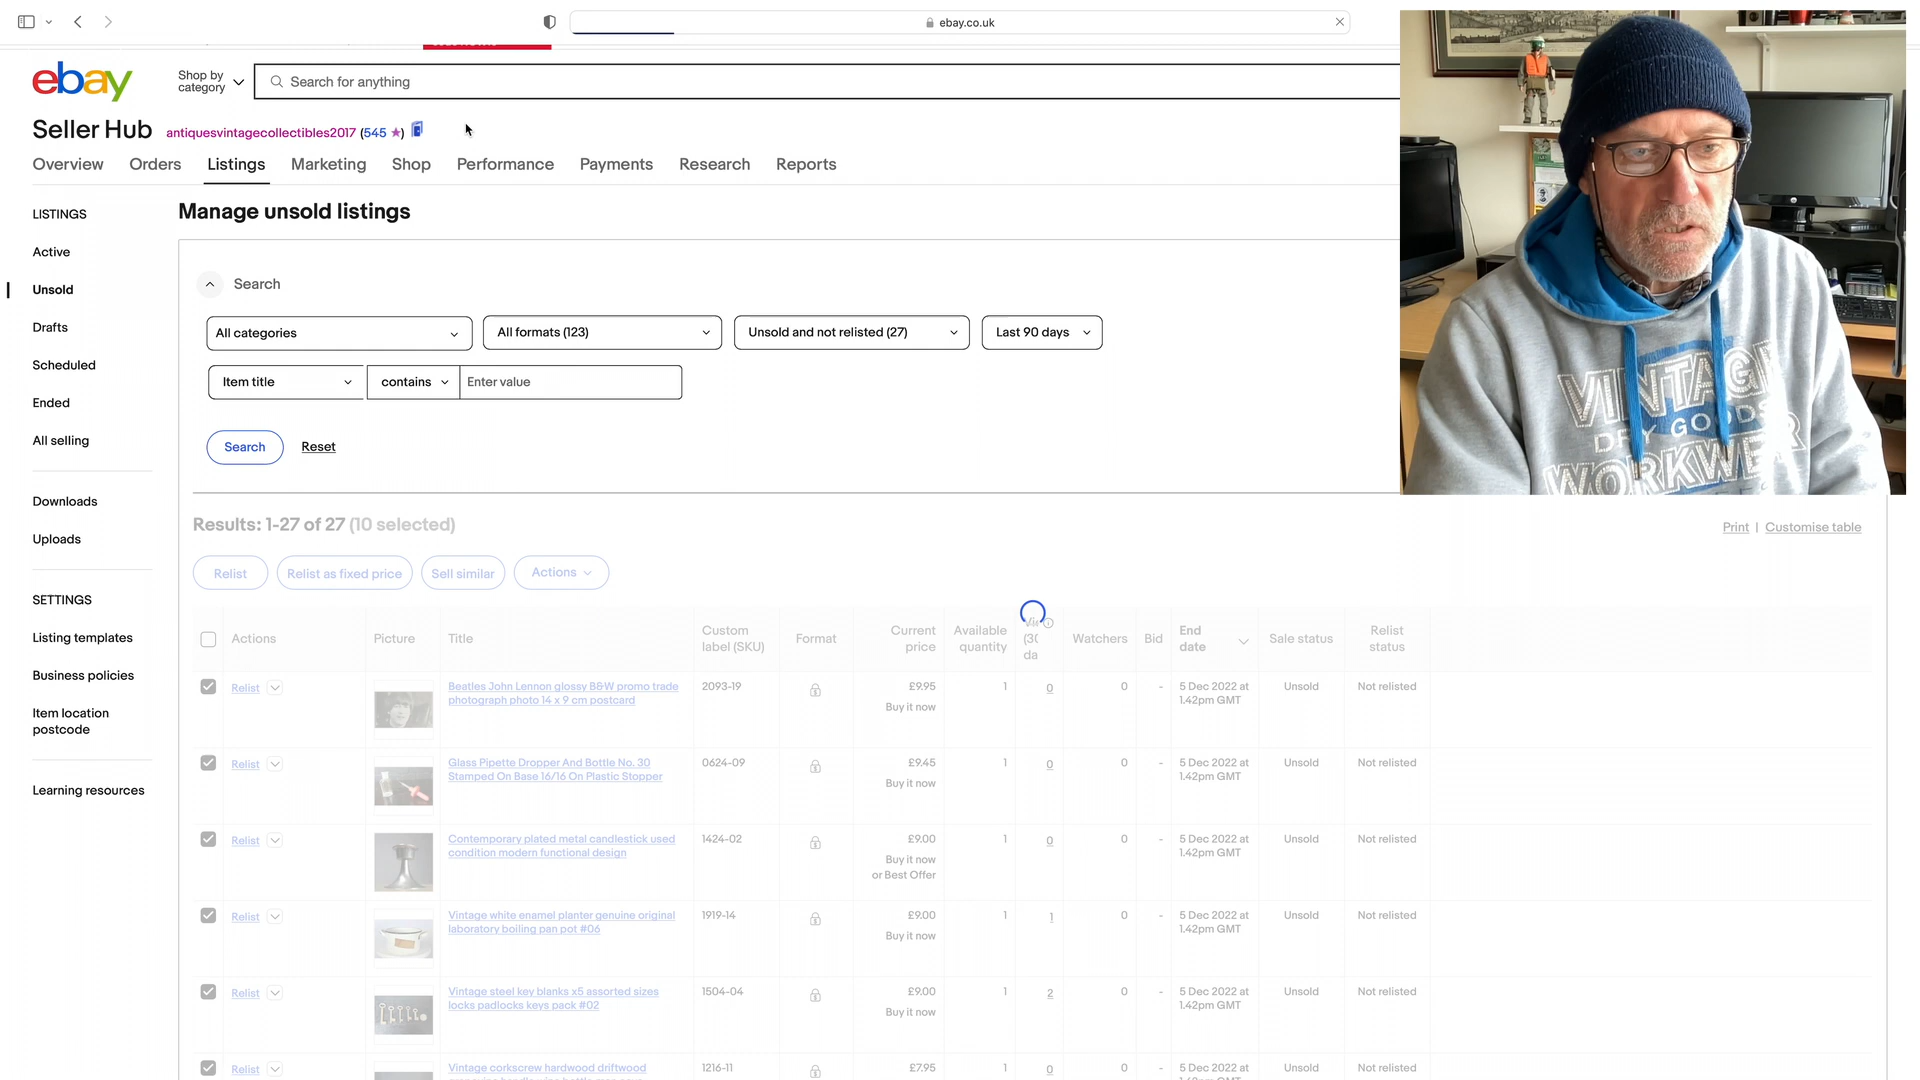 ebay.co.uk
ebay
Shop by category
Search for anything
Seller Hub antiquesvintagecollectibles2017 (545 ★)
Overview Orders Listings Marketing Shop Performance Payments Research Reports
LISTINGS
Active
Unsold
Drafts
Scheduled
Ended
All selling
Downloads
Uploads
SETTINGS
Listing templates
Business policies
Item location
postcode
Learning resources
Manage unsold listings
Search
All categories All formats (123) Unsold and not relisted (27) Last 90 days
Item title contains Enter value
Search Reset
Results: 1-27 of 27 (10 selected)
Print | Customise table
Relist Relist as fixed price Sell similar Actions
Actions Picture Title Custom label (SKU) Format Current price Available quantity (30 da Watchers Bid End date Sale status Relist status
Relist Beatles John Lennon glossy B&W promo trade 2093-19 £9.95 1 0 0 - 5 Dec 2022 at Unsold Not relisted
photograph photo 14 x 9 cm postcard Buy it now 1.42pm GMT
Relist Glass Pipette Dropper And Bottle No. 30 0624-09 £9.45 1 0 0 - 5 Dec 2022 at Unsold Not relisted
Stamped On Base 16/16 On Plastic Stopper Buy it now 1.42pm GMT
Relist Contemporary plated metal candlestick used 1424-02 £9.00 1 0 0 - 5 Dec 2022 at Unsold Not relisted
condition modern functional design Buy it now 1.42pm GMT
or Best Offer
Relist Vintage white enamel planter genuine original 1919-14 £9.00 1 1 0 - 5 Dec 2022 at Unsold Not relisted
laboratory boiling pan pot #06 Buy it now 1.42pm GMT
Relist Vintage steel key blanks x5 assorted sizes 1504-04 £9.00 1 2 0 - 5 Dec 2022 at Unsold Not relisted
locks padlocks keys pack #02 Buy it now 1.42pm GMT
Relist Vintage corkscrew hardwood driftwood 1216-11 £7.95 1 0 0 - 5 Dec 2022 at Unsold Not relisted
VINTAGE
DRY GOODS
WORKWE